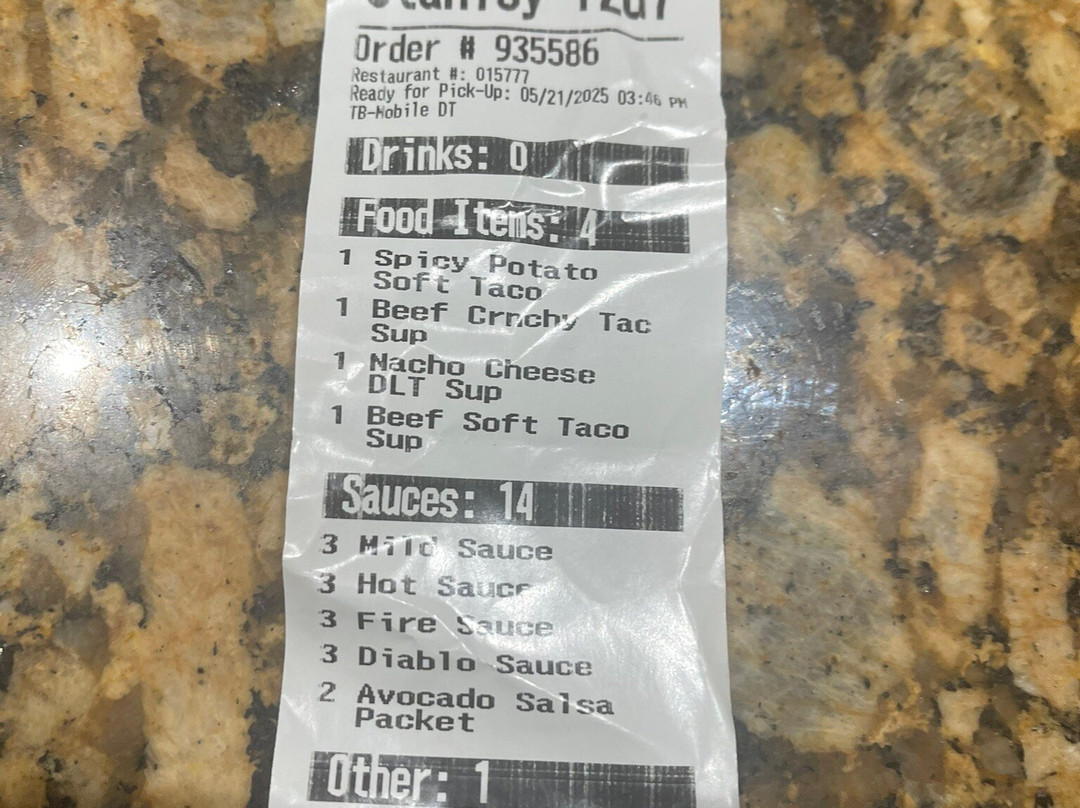 Order # 935586
Restaurant #: 015777
Ready for Pick-Up: 05/21/2025 03:46 PM
TB-Mobile DT
Drinks: 0
Food Items: 4
1 Spicy Potato
Soft Taco
1 Beef Crnchy Tac
Sup
1 Nacho Cheese
DLT Sup
1 Beef Soft Taco
Sup
Sauces: 14
3 Mild Sauce
3 Hot Sauce
3 Fire Sauce
3 Diablo Sauce
2 Avocado Salsa
Packet
Other: 1